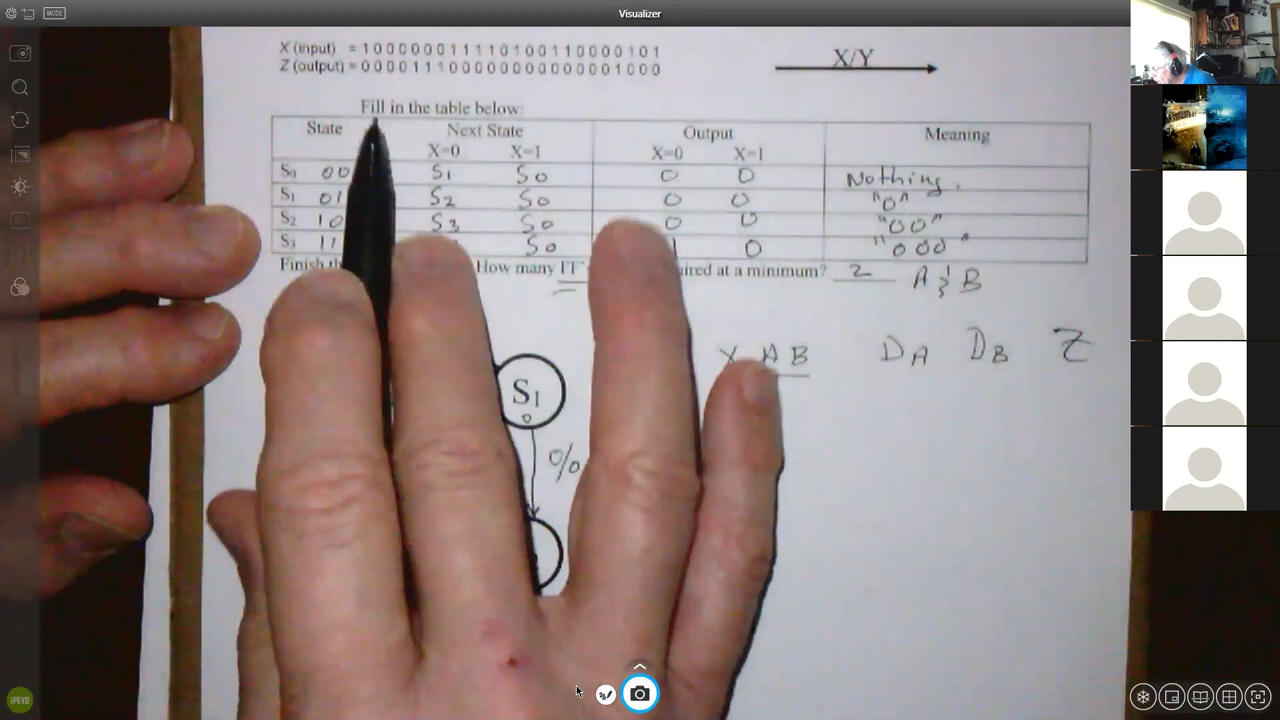 MODE
Visualizer
X (input) = 1 0 0 0 0 0 0 1 1 1 1 0 1 0 0 1 1 0 0 0 0 1 0 1
Z (output) = 0 0 0 0 1 1 1 0 0 0 0 0 0 0 0 0 0 0 0 0 1 0 0 0
X/Y
Fill in the table below:
State Next State Output Meaning
X=0 X=1 X=0 X=1
S0 00 S1 S0 0 0 Nothing.
S1 01 S2 S0 0 0 "0"
S2 10 S3 S0 0 0 "00"
S3 11 S0 1 0 "000"
Finish How many FF at a minimum? 2 A & B
X A B DA DB Z
S1
0
%
IPEVO